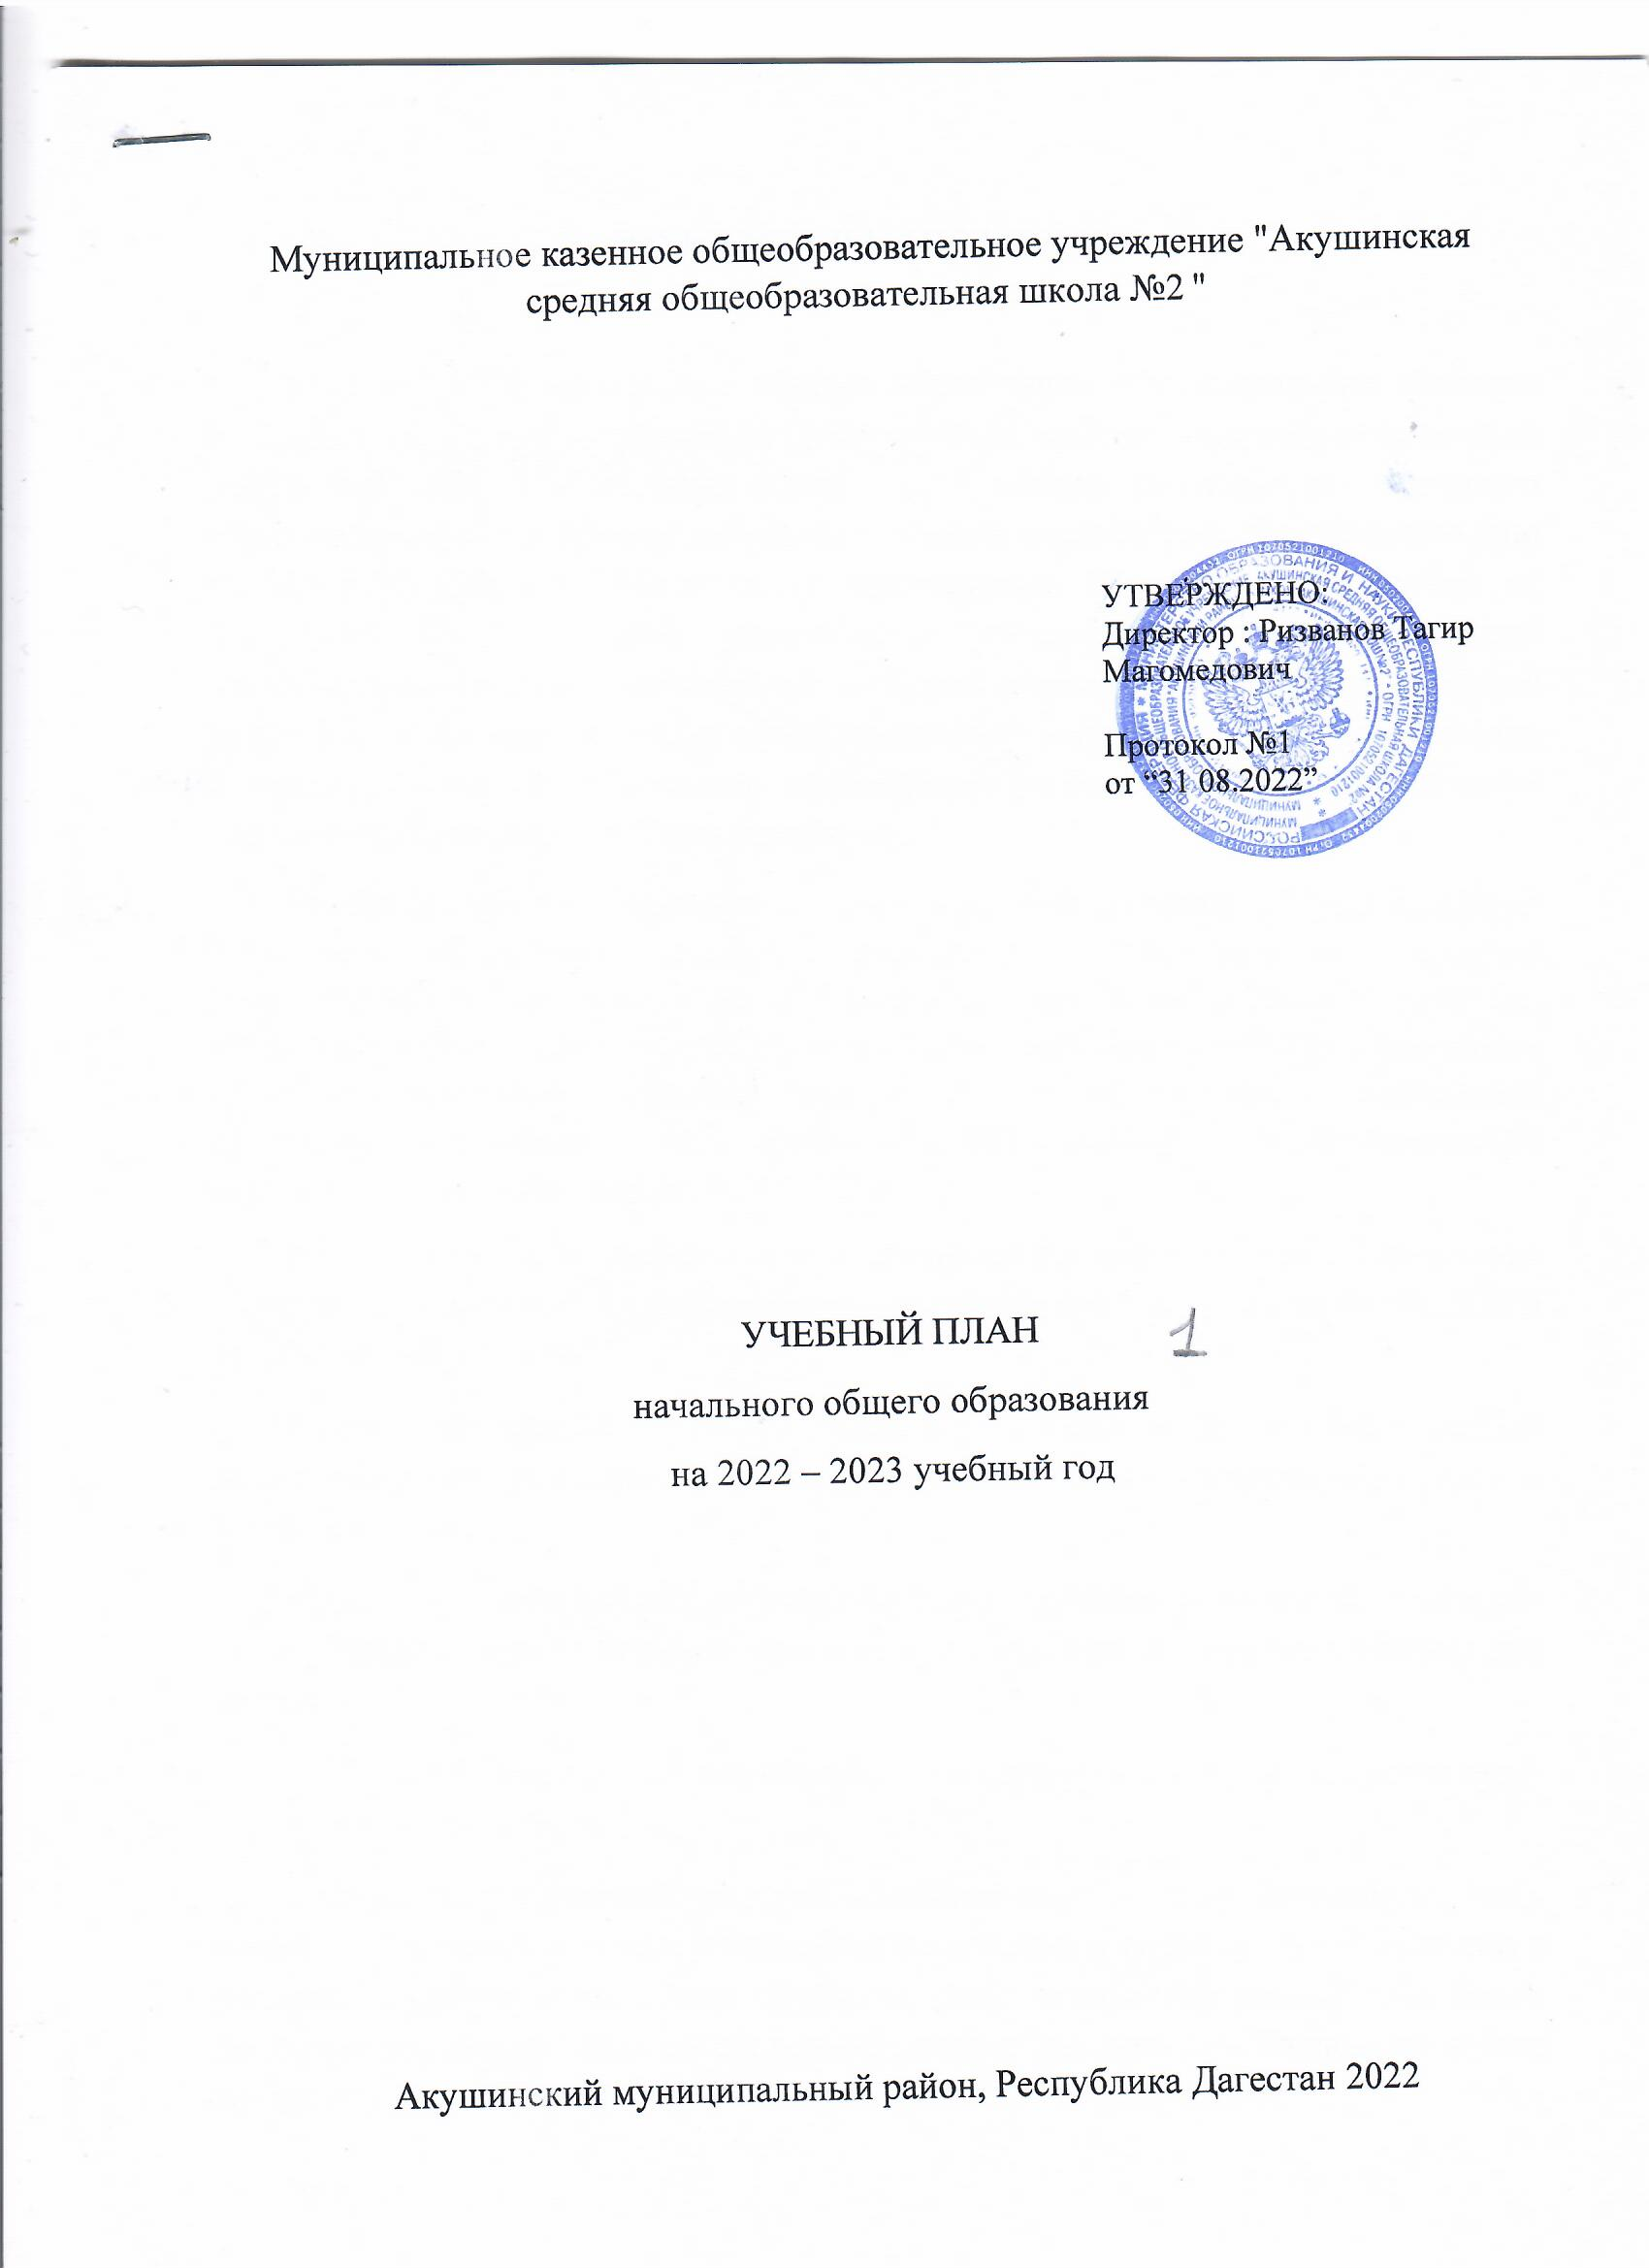 Муниципальное казенное общеобразовательное учреждение "Акушинская
средняя общеобразовательная школа №2 "
УТВЕРЖДЕНО:
Директор : Ризванов Тагир
Магомедович
Протокол №1
от “31 08.2022”
УЧЕБНЫЙ ПЛАН 1
начального общего образования
на 2022 – 2023 учебный год
Акушинский муниципальный район, Республика Дагестан 2022